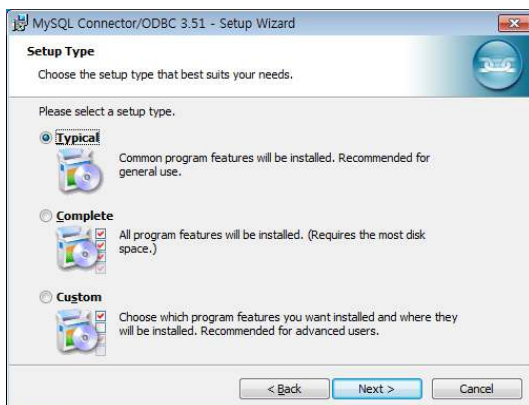 MySQL Connector/ODBC 3.51 - Setup Wizard
Setup Type
Choose the setup type that best suits your needs.
Please select a setup type.
Typical
Common program features will be installed. Recommended for
general use.
Complete
All program features will be installed. (Requires the most disk
space.)
Custom
Choose which program features you want installed and where they
will be installed. Recommended for advanced users.
< Back Next > Cancel